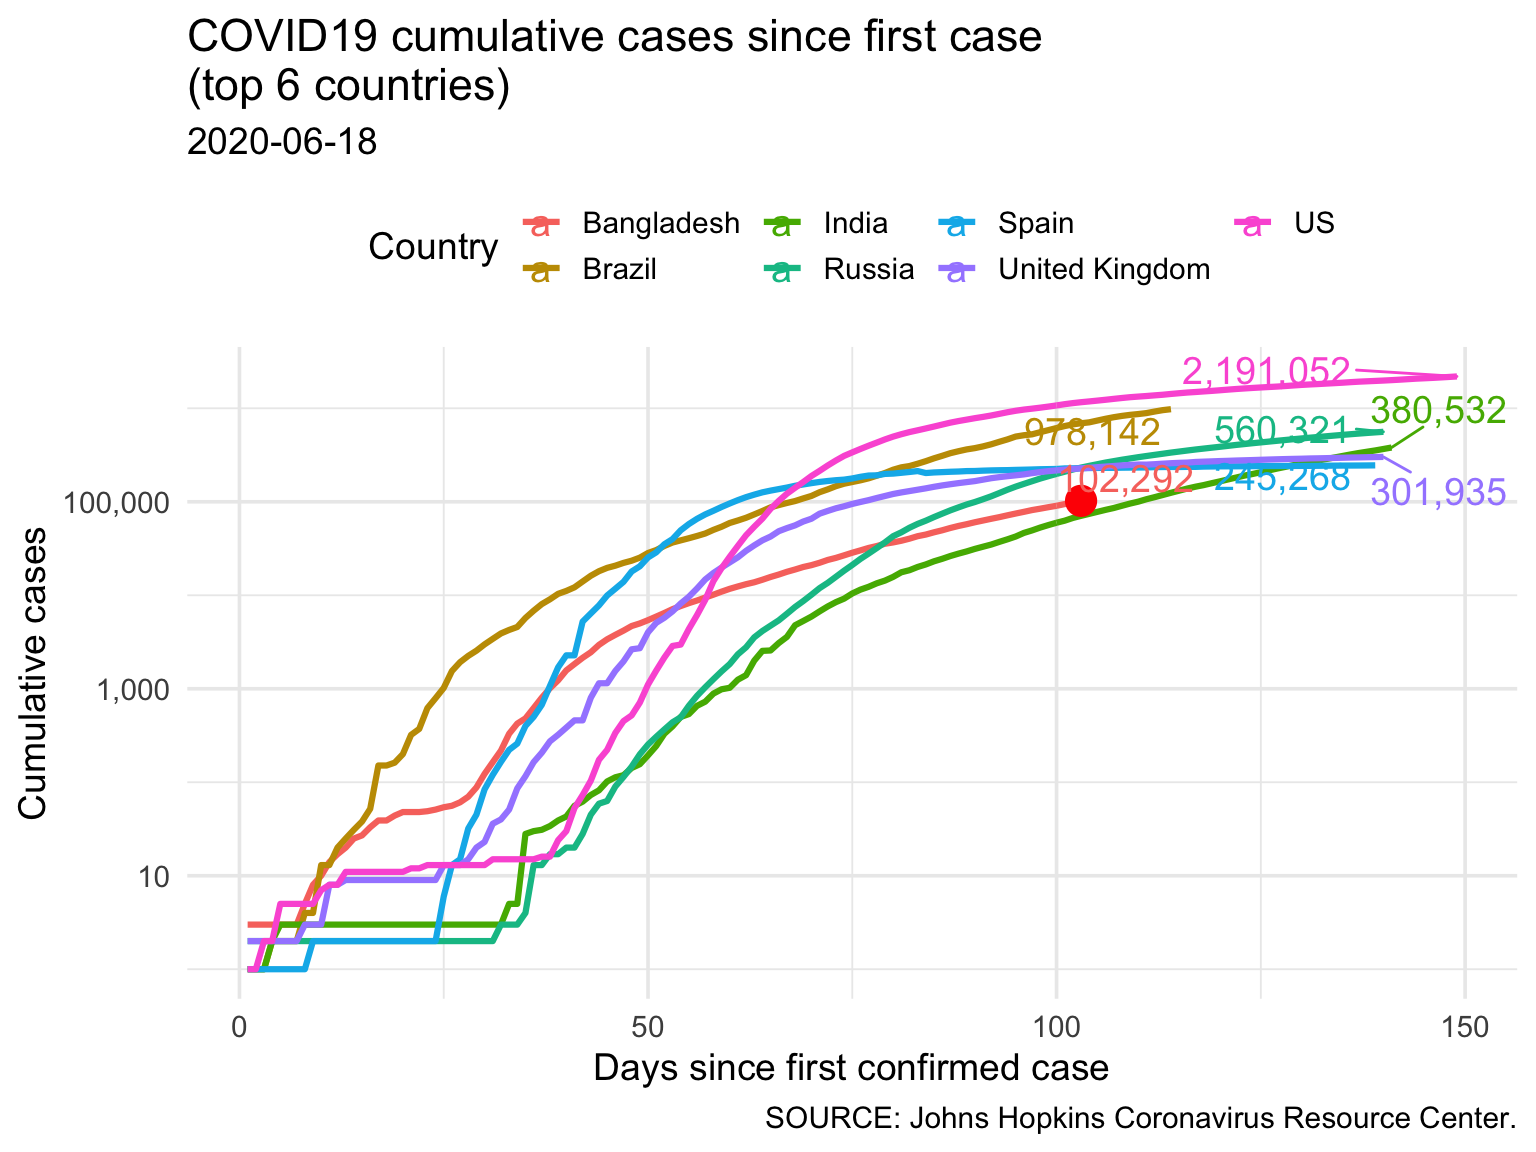 COVID19 cumulative cases since first case
(top 6 countries)
2020-06-18
Country
a Bangladesh a India a Spain a US
a Brazil a Russia a United Kingdom
2,191,052
380,532
978,142
560,321
102,292
245,268
301,935
100,000
1,000
10
Cumulative cases
0 50 100 150
Days since first confirmed case
SOURCE: Johns Hopkins Coronavirus Resource Center.